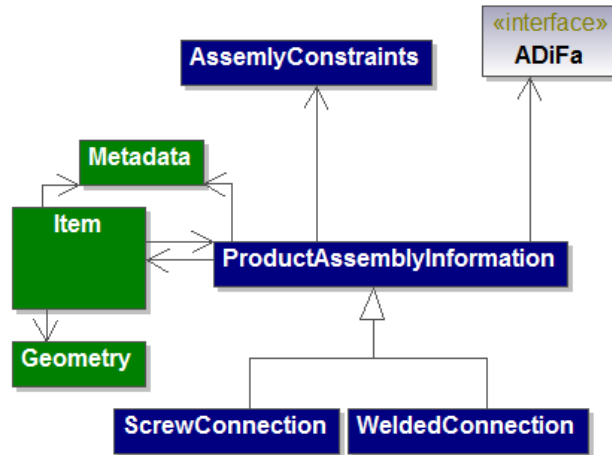 «interface»
ADiFa
AssemlyConstraints
Metadata
Item
ProductAssemblyInformation
Geometry
ScrewConnection
WeldedConnection